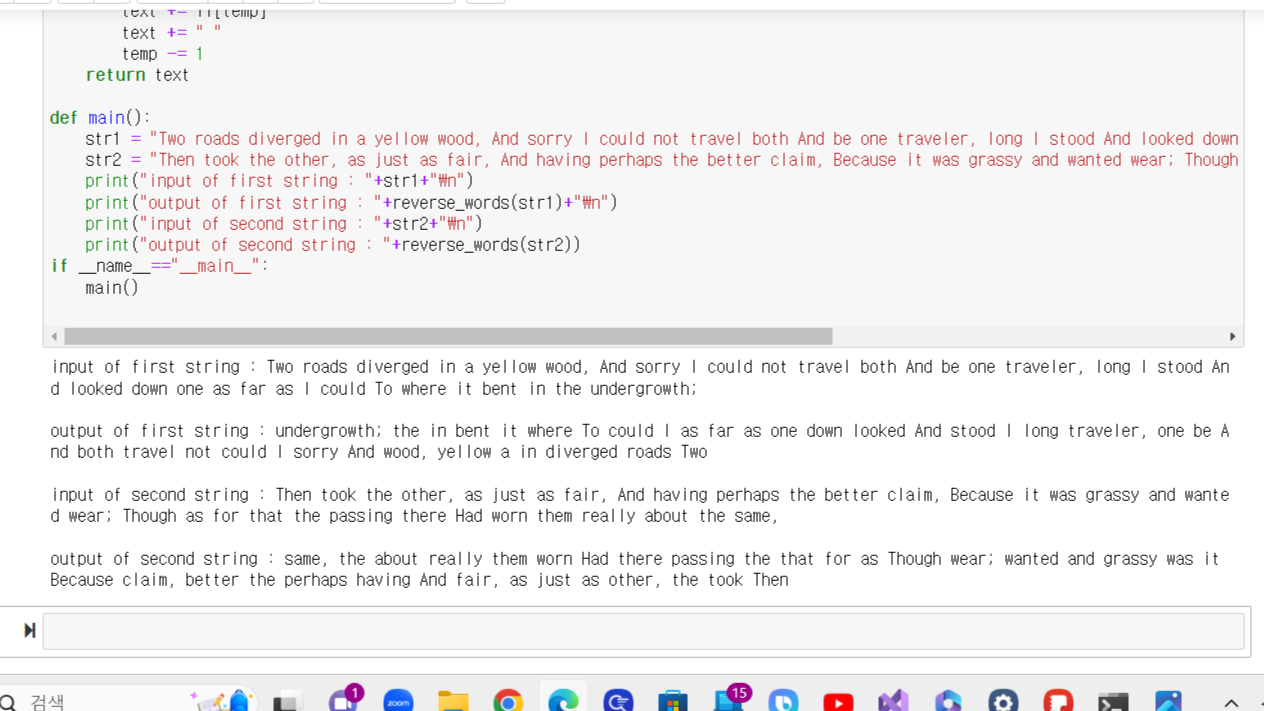 text += ll[temp]
text += " "
temp -= 1
return text
def main():
str1 = "Two roads diverged in a yellow wood, And sorry I could not travel both And be one traveler, long I stood And looked down
str2 = "Then took the other, as just as fair, And having perhaps the better claim, Because it was grassy and wanted wear; Though
print("input of first string : "+str1+"₩n")
print("output of first string : "+reverse_words(str1)+"₩n")
print("input of second string : "+str2+"₩n")
print("output of second string : "+reverse_words(str2))
if __name__=="__main__":
main()
input of first string : Two roads diverged in a yellow wood, And sorry I could not travel both And be one traveler, long I stood An
d looked down one as far as I could To where it bent in the undergrowth;
output of first string : undergrowth; the in bent it where To could I as far as one down looked And stood I long traveler, one be A
nd both travel not could I sorry And wood, yellow a in diverged roads Two
input of second string : Then took the other, as just as fair, And having perhaps the better claim, Because it was grassy and wante
d wear; Though as for that the passing there Had worn them really about the same,
output of second string : same, the about really them worn Had there passing the that for as Though wear; wanted and grassy was it
Because claim, better the perhaps having And fair, as just as other, the took Then
검색
1
zoom
15